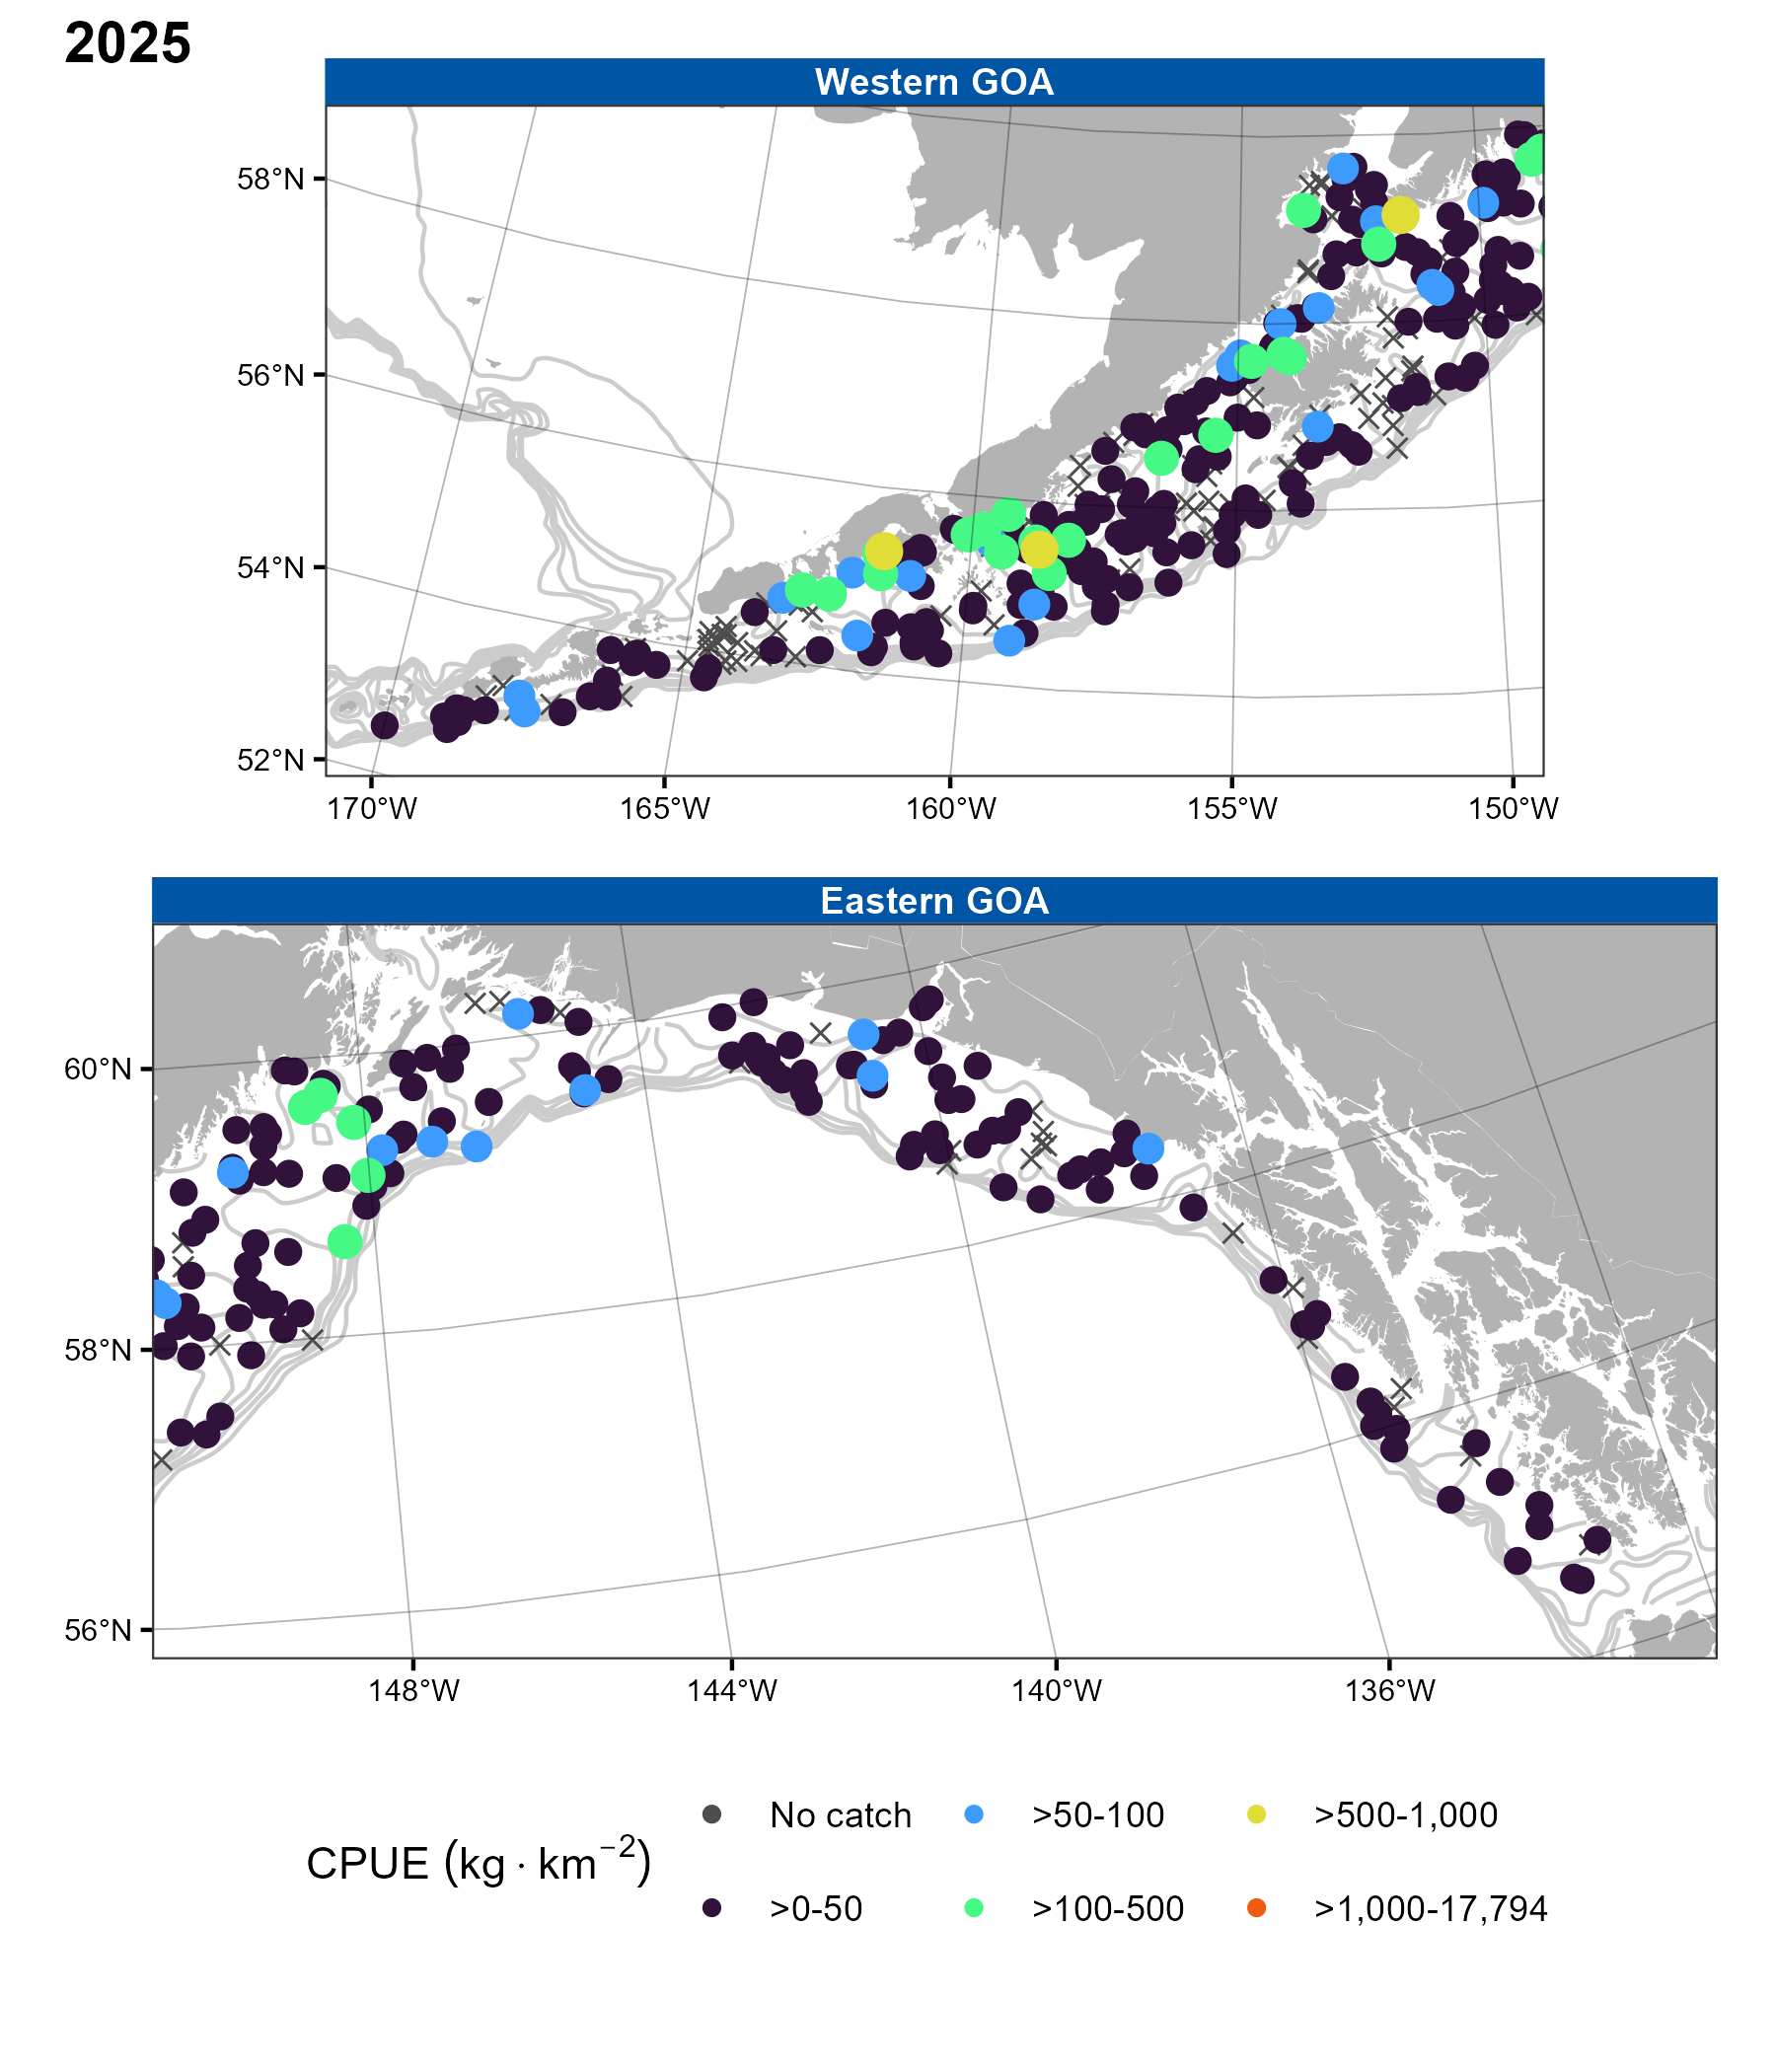 2025
Western GOA
58°N
56°N
54°N
52°N
170°W 165°W 160°W 155°W 150°W
Eastern GOA
60°N
58°N
56°N
148°W 144°W 140°W 136°W
CPUE (kg · km⁻²)
No catch >50-100 >500-1,000
>0-50 >100-500 >1,000-17,794